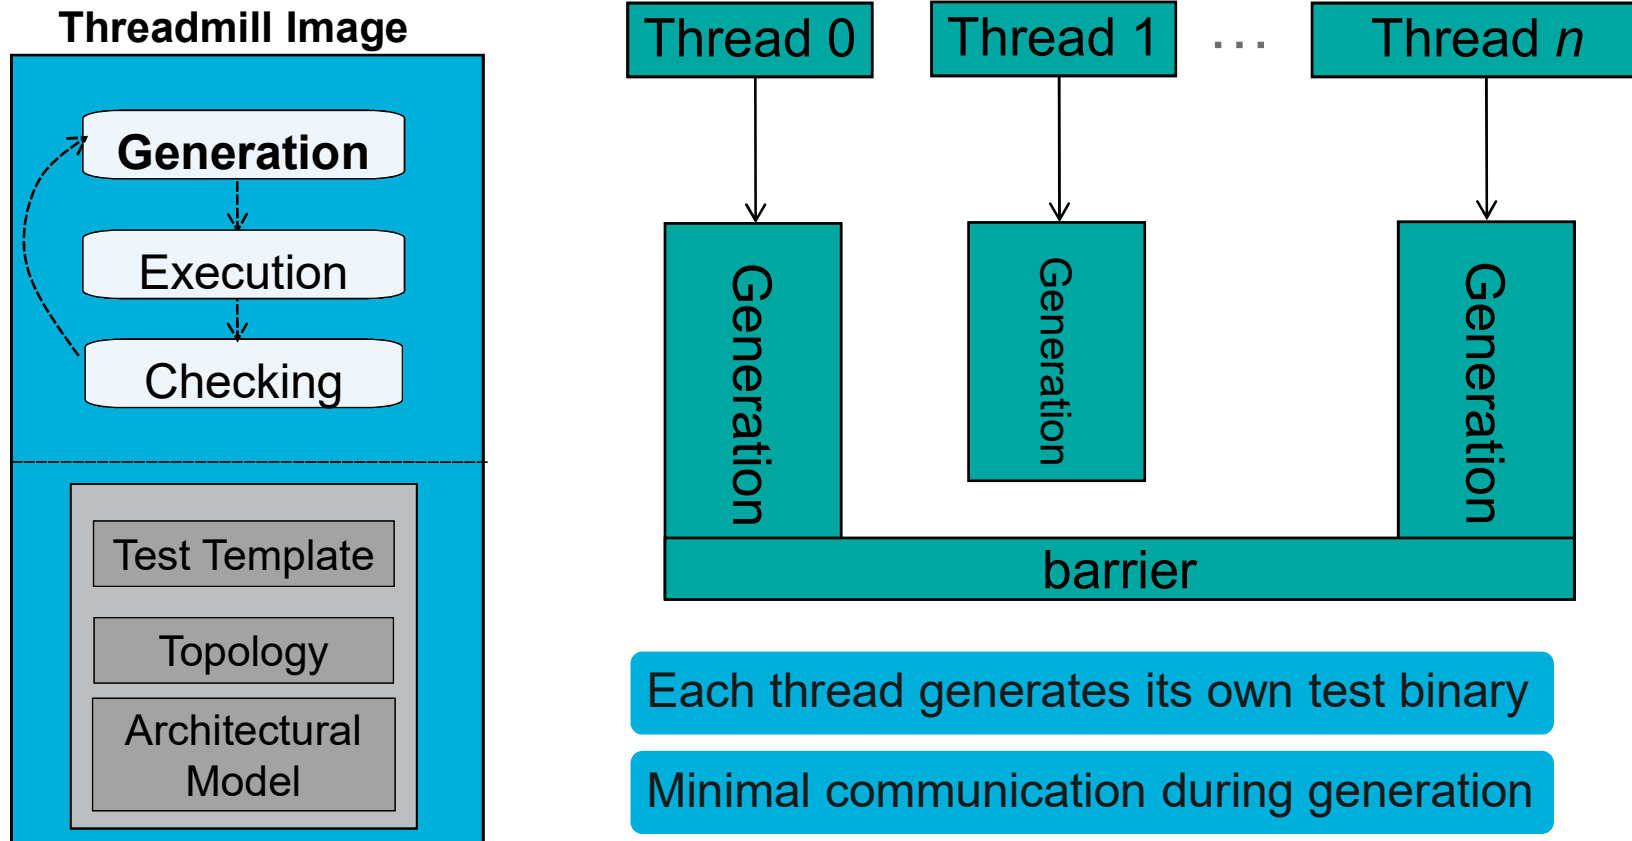 Threadmill Image
Generation
Execution
Checking
Test Template
Topology
Architectural
Model
Thread 0
Thread 1
...
Thread n
Generation
Generation
Generation
barrier
Each thread generates its own test binary
Minimal communication during generation